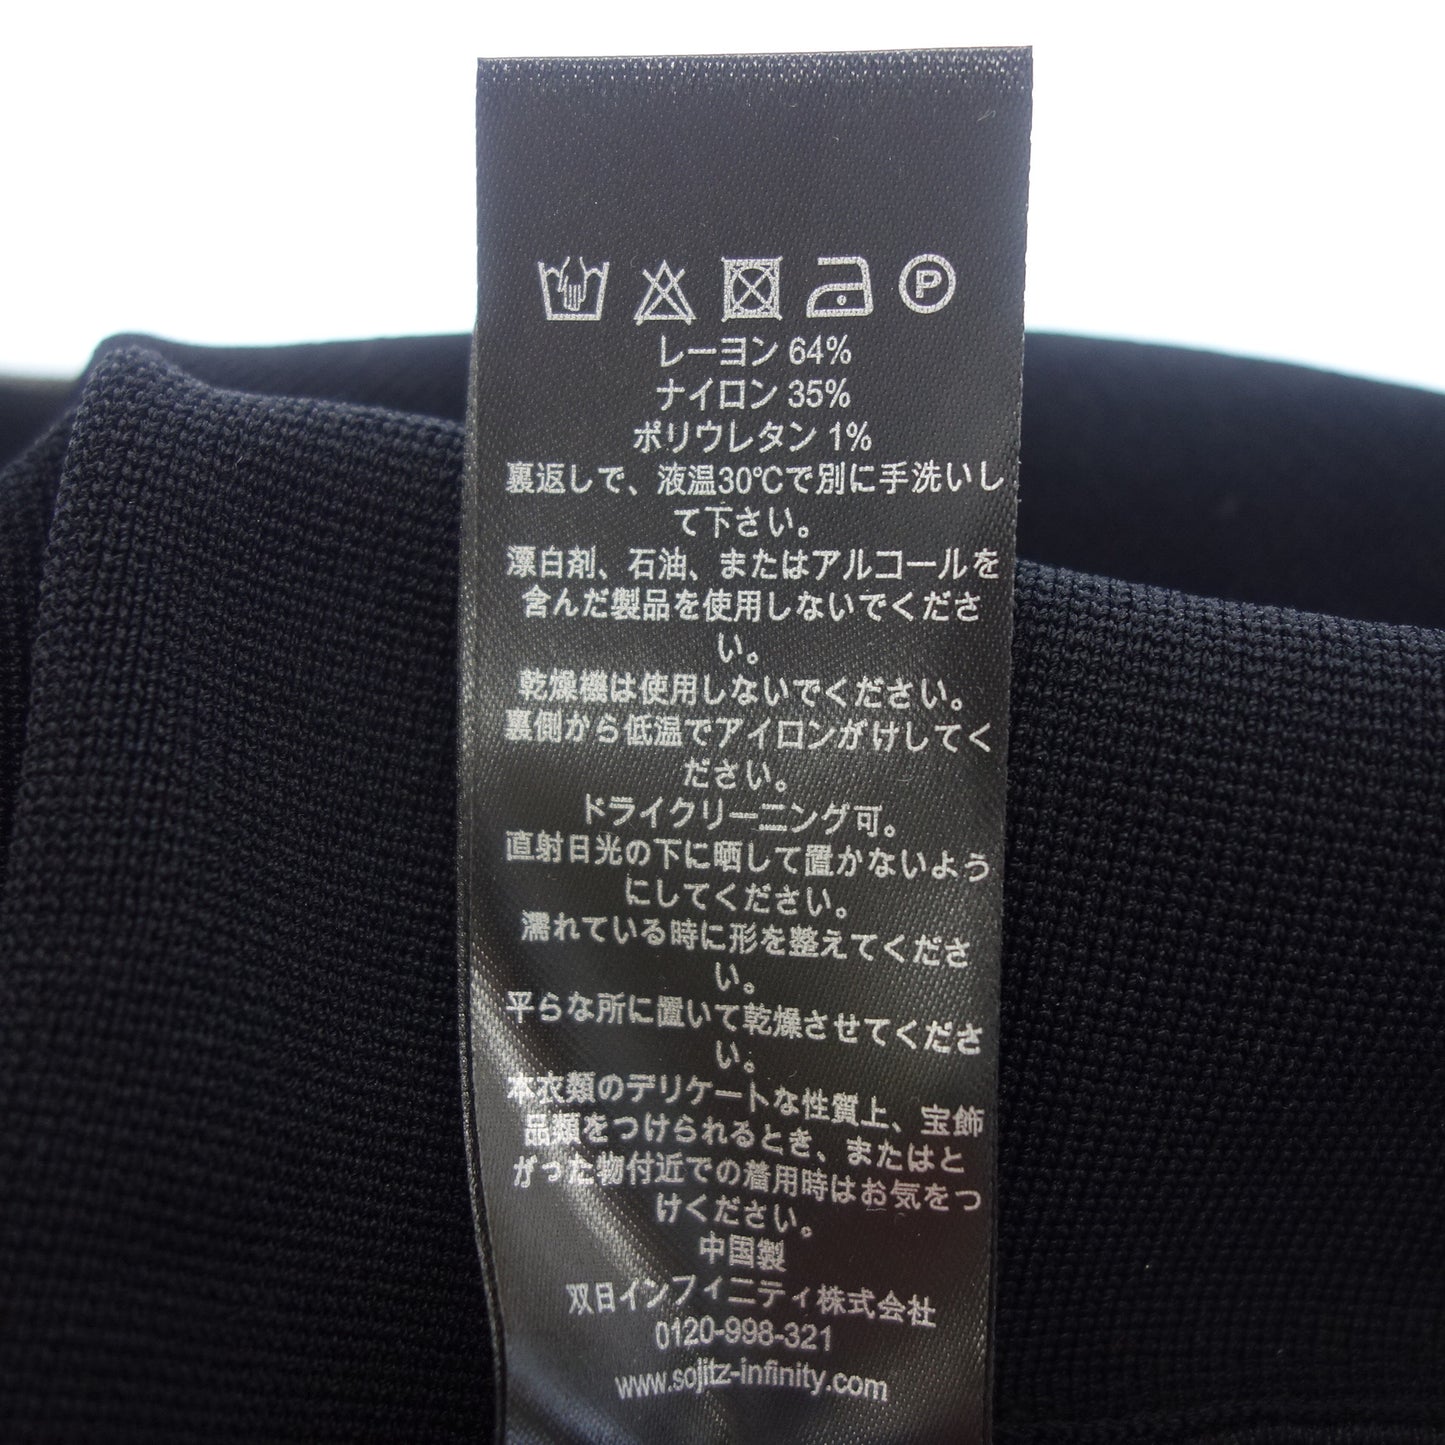 P
レーヨン 64%
ナイロン 35%
ポリウレタン 1%
裏返しで、液温30℃で別に手洗いし
て下さい。
漂白剤、石油、またはアルコールを
含んだ製品を使用しないでくださ
い。
乾燥機は使用しないでください。
裏側から低温でアイロンがけしてく
ださい。
ドライクリーニング可。
直射日光の下に晒して置かないよう
にしてください。
濡れている時に形を整えてくださ
い。
平らな所に置いて乾燥させてくださ
い。
本衣類のデリケートな性質上、宝飾
品類をつけられるとき、またはと
がった物付近での着用時はお気をつ
けください。
中国製
双日インフィニティ株式会社
0120-998-321
www.sojitz-infinity.com